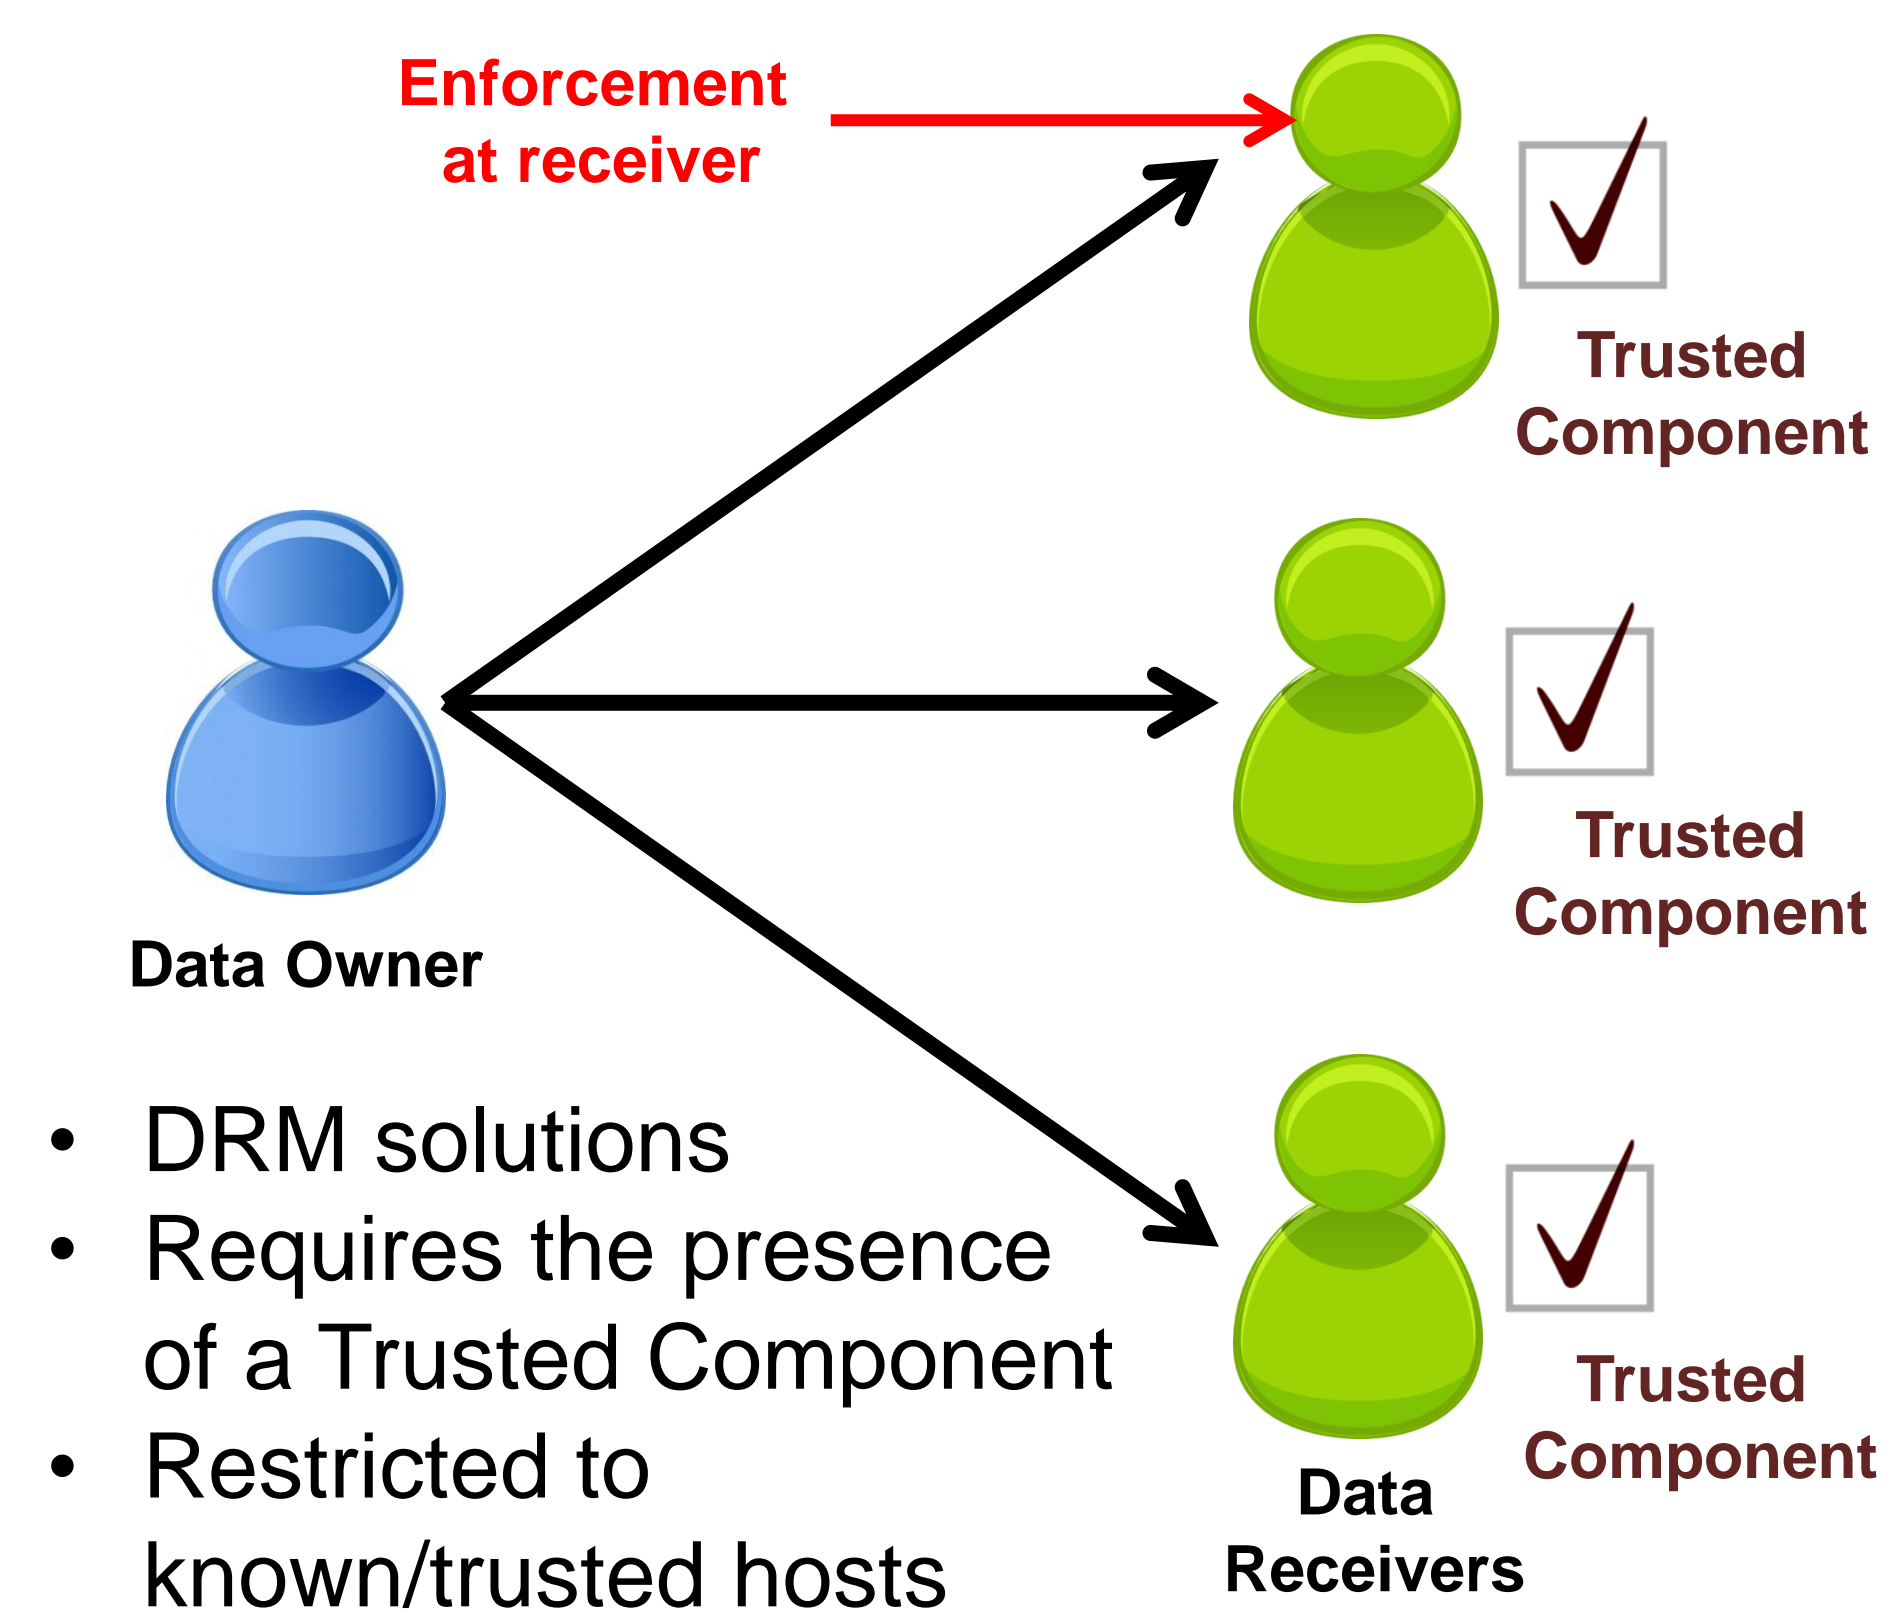 Enforcement
at receiver
Trusted
Component
Trusted
Component
Data Owner
• DRM solutions
• Requires the presence
of a Trusted Component
• Restricted to
known/trusted hosts
Trusted
Component
Data
Receivers